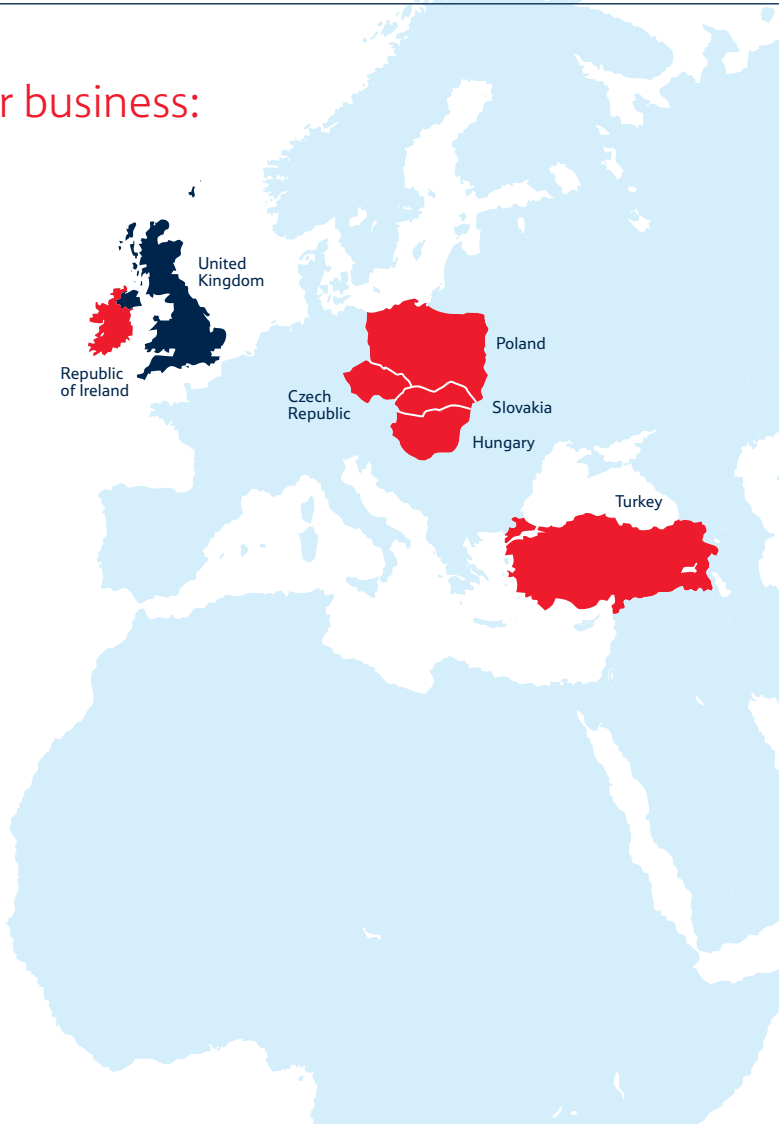 r business:
United
Kingdom
Republic
of Ireland
Poland
Czech
Republic
Slovakia
Hungary
Turkey